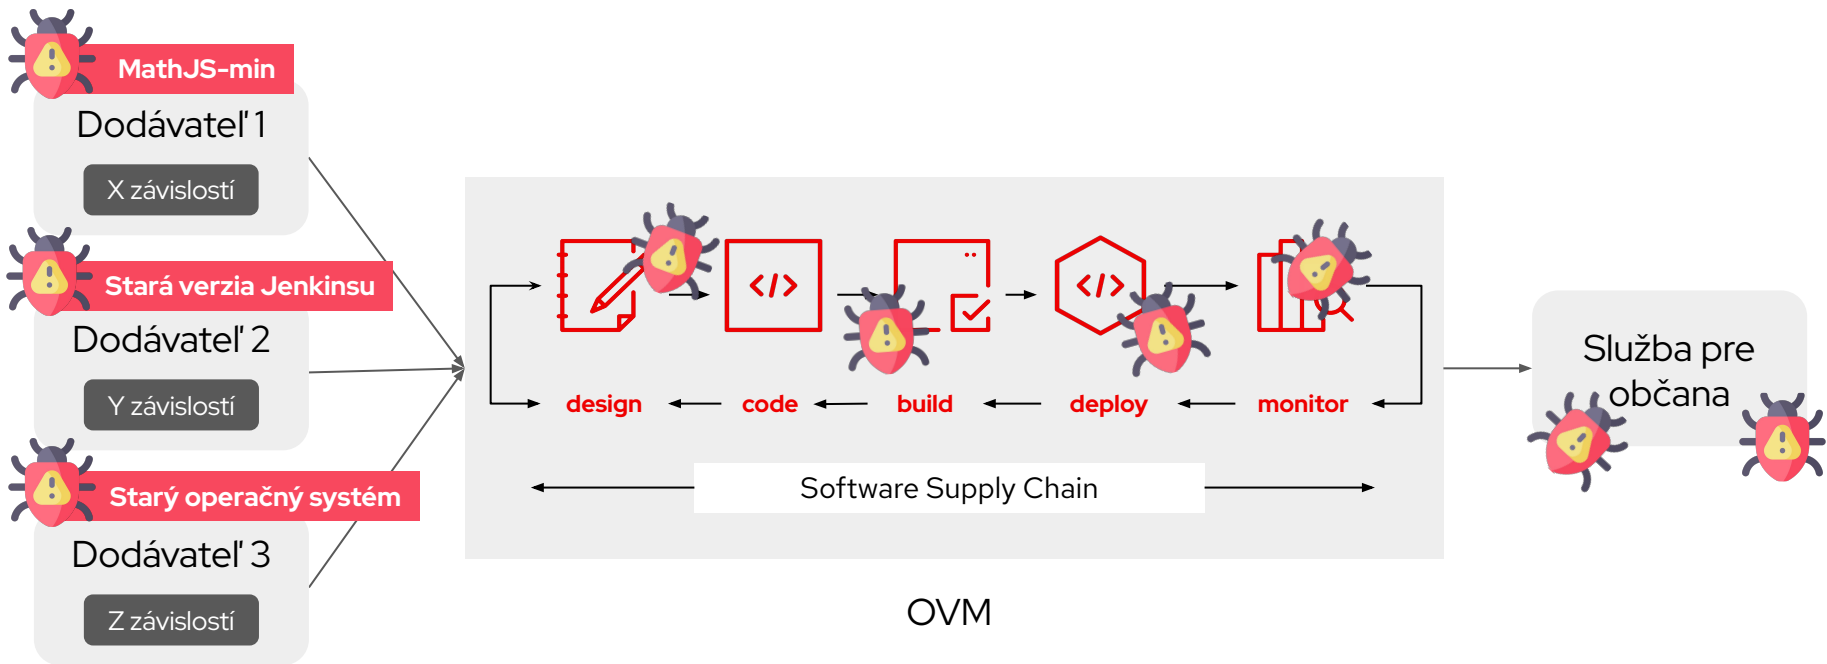 MathJS-min
Dodávateľ 1
X závislostí
Stará verzia Jenkinsu
Dodávateľ 2
Y závislostí
Starý operačný systém
Dodávateľ 3
Z závislostí
design
code
build
deploy
monitor
Software Supply Chain
OVM
Služba pre
občana